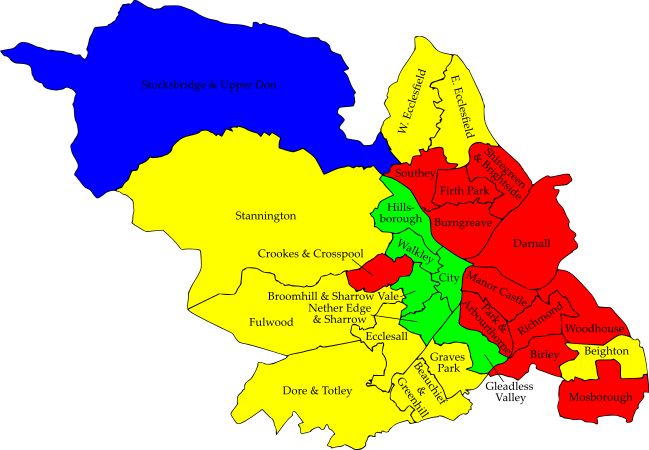 Stocksbridge & Upper Don
W. Ecclesfield
E. Ecclesfield
Southey
Shiregreen
& Brightside
Firth Park
Hills-
borough
Stannington
Burngreave
Darnall
Walkley
Crookes & Crosspool
City
Manor Castle
Broomhill & Sharrow Vale
Nether Edge
& Sharrow
Park &
Arbourthorne
Richmond
Fulwood
Woodhouse
Ecclesall
Graves
Park
Birley
Beighton
Dore & Totley
Beauchief
&
Greenhill
Gleadless
Valley
Mosborough